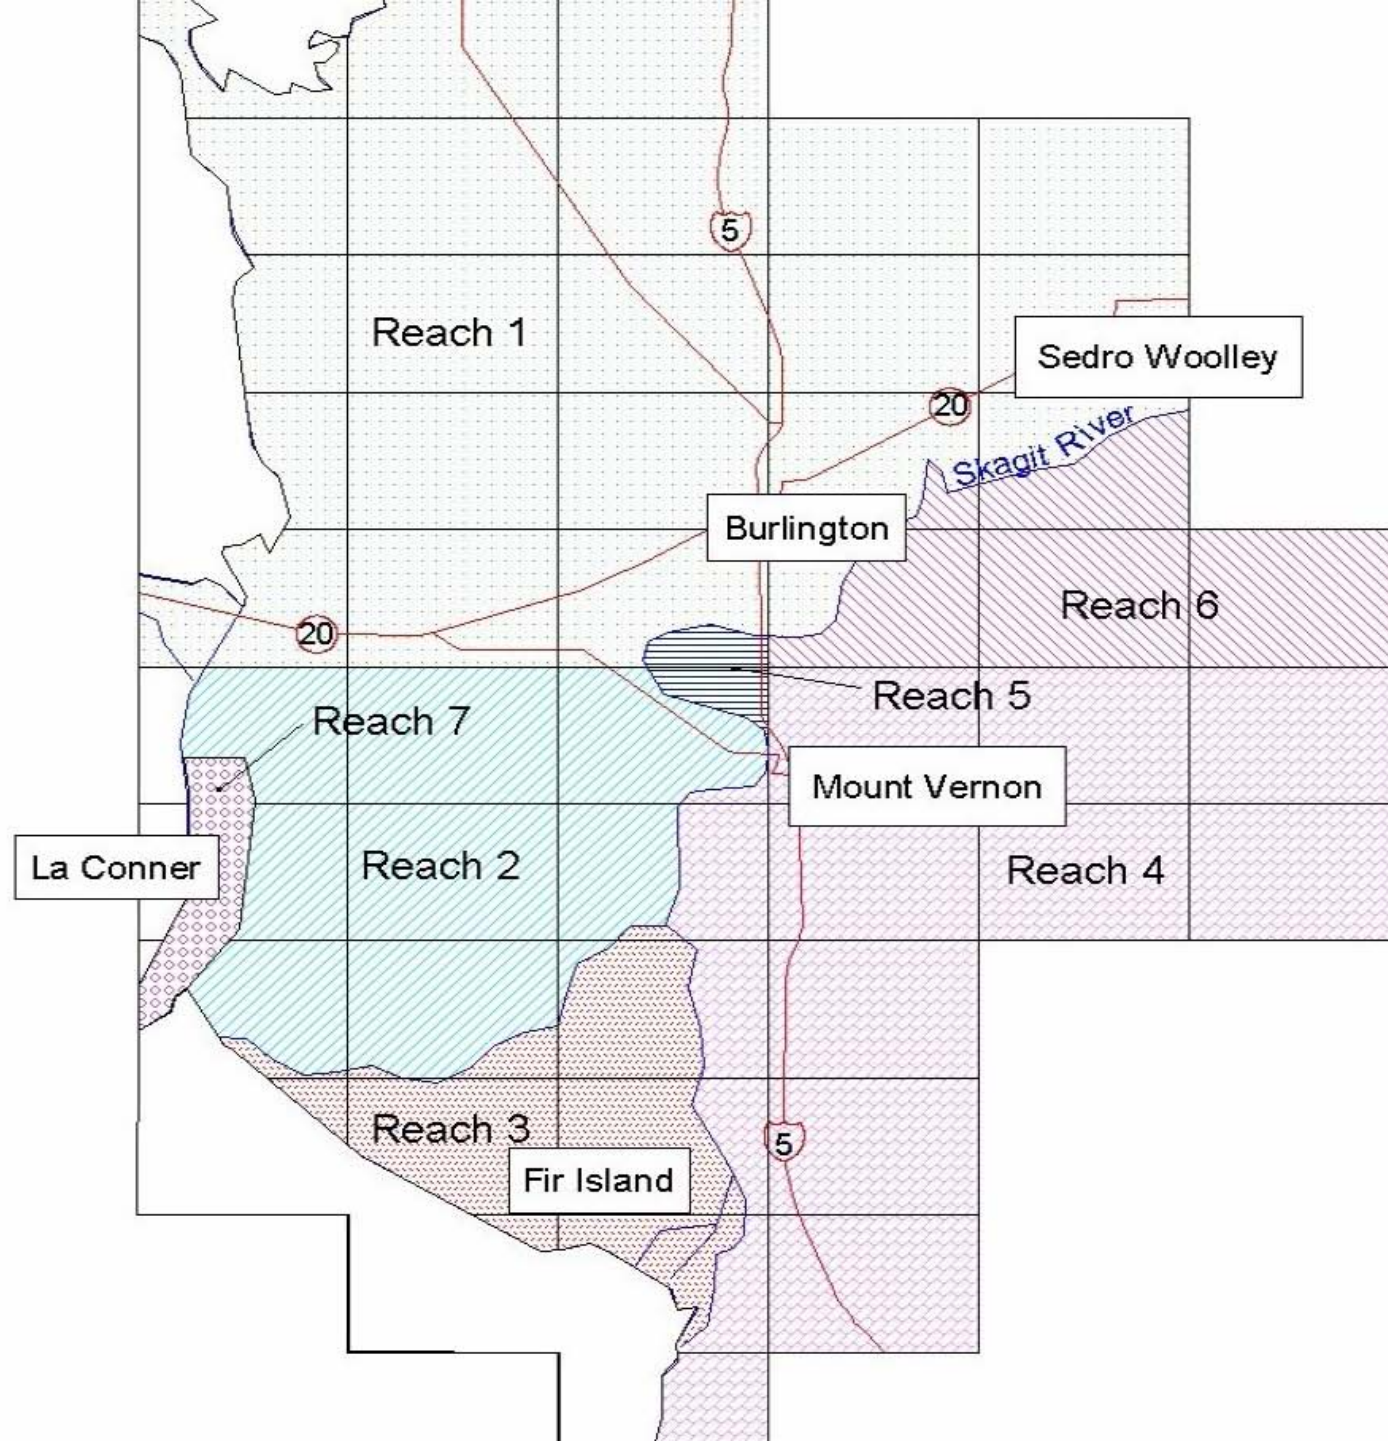 5
Reach 1
Sedro Woolley
20
Skagit River
Burlington
Reach 6
20
Reach 5
Reach 7
Mount Vernon
La Conner
Reach 2
Reach 4
Reach 3
5
Fir Island